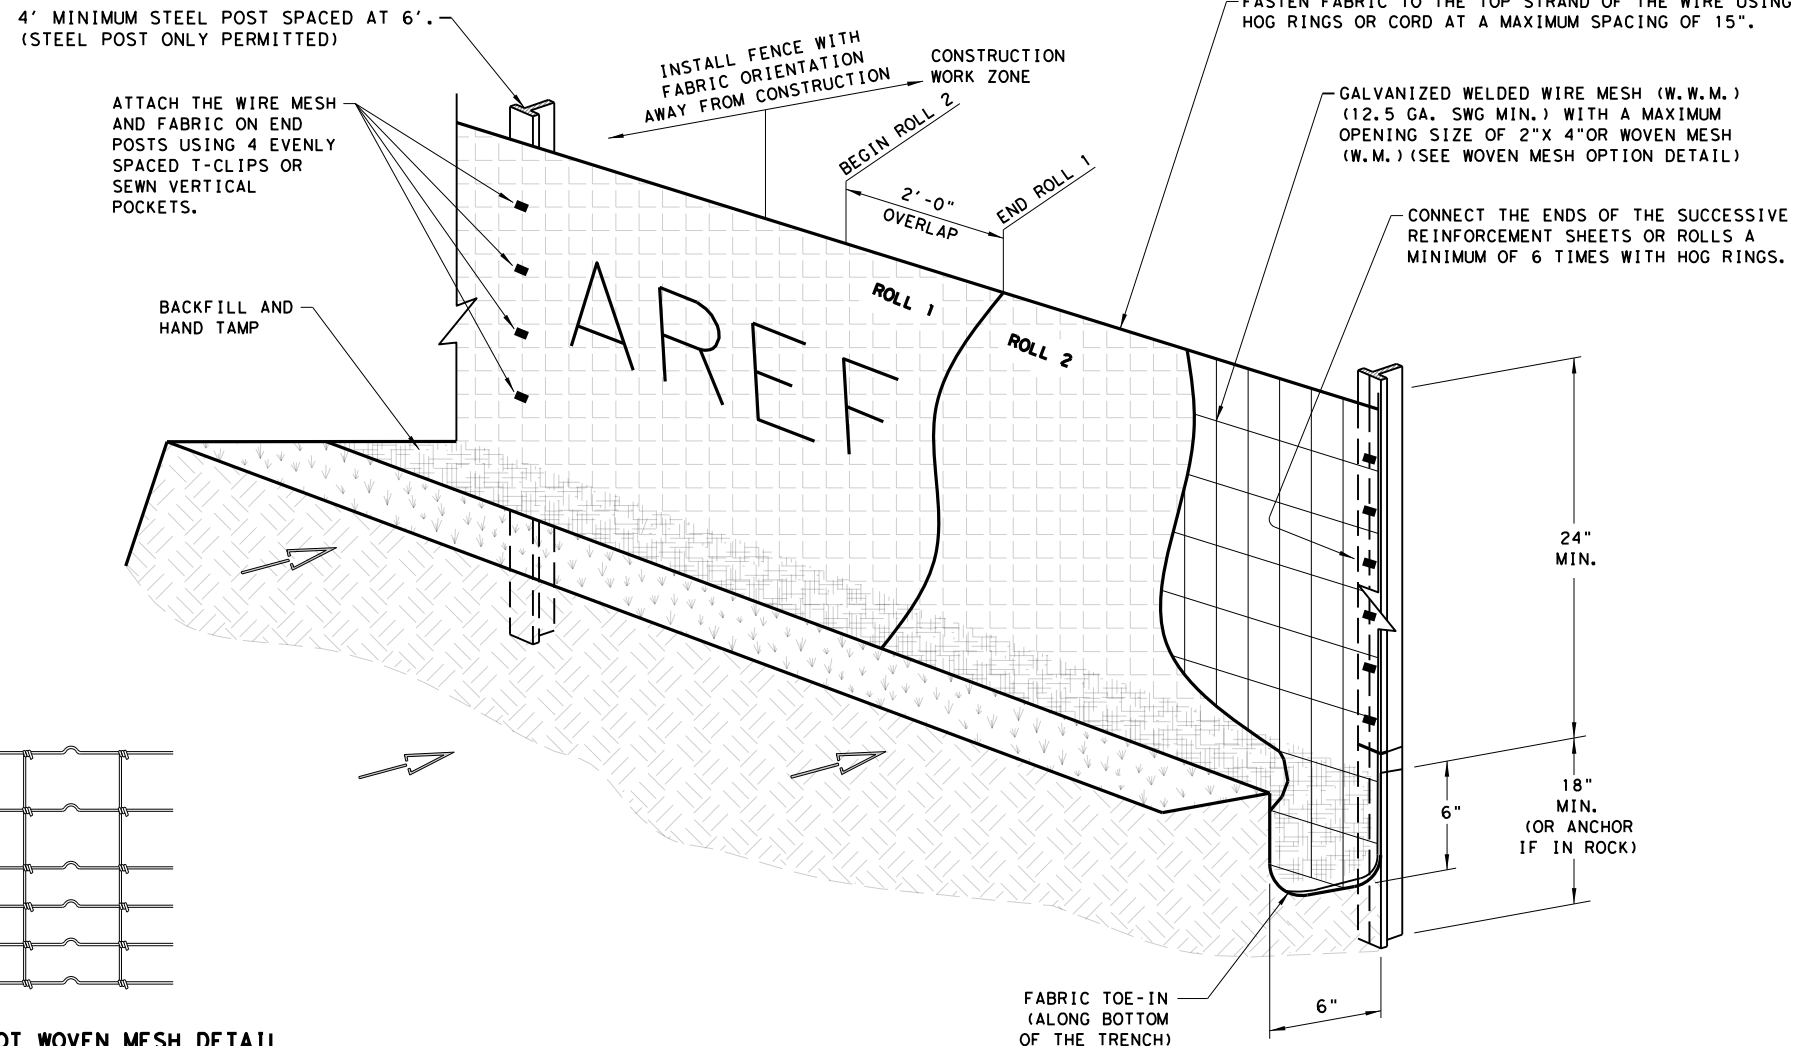 4' MINIMUM STEEL POST SPACED AT 6'.
(STEEL POST ONLY PERMITTED)
ATTACH THE WIRE MESH
AND FABRIC ON END
POSTS USING 4 EVENLY
SPACED T-CLIPS OR
SEWN VERTICAL
POCKETS.
BACKFILL AND
HAND TAMP
INSTALL FENCE WITH
FABRIC ORIENTATION
AWAY FROM CONSTRUCTION
CONSTRUCTION
WORK ZONE
BEGIN ROLL 2
END ROLL 1
2'-0"
OVERLAP
FASTEN FABRIC TO THE TOP STRAND OF THE WIRE USING
HOG RINGS OR CORD AT A MAXIMUM SPACING OF 15".
GALVANIZED WELDED WIRE MESH (W.W.M.)
(12.5 GA. SWG MIN.) WITH A MAXIMUM
OPENING SIZE OF 2"X 4"OR WOVEN MESH
(W.M.)(SEE WOVEN MESH OPTION DETAIL)
CONNECT THE ENDS OF THE SUCCESSIVE
REINFORCEMENT SHEETS OR ROLLS A
MINIMUM OF 6 TIMES WITH HOG RINGS.
AREF
ROLL 1
ROLL 2
24"
MIN.
18"
MIN.
(OR ANCHOR
IF IN ROCK)
6"
6"
FABRIC TOE-IN
(ALONG BOTTOM
OF THE TRENCH)
WOVEN MESH DETAIL